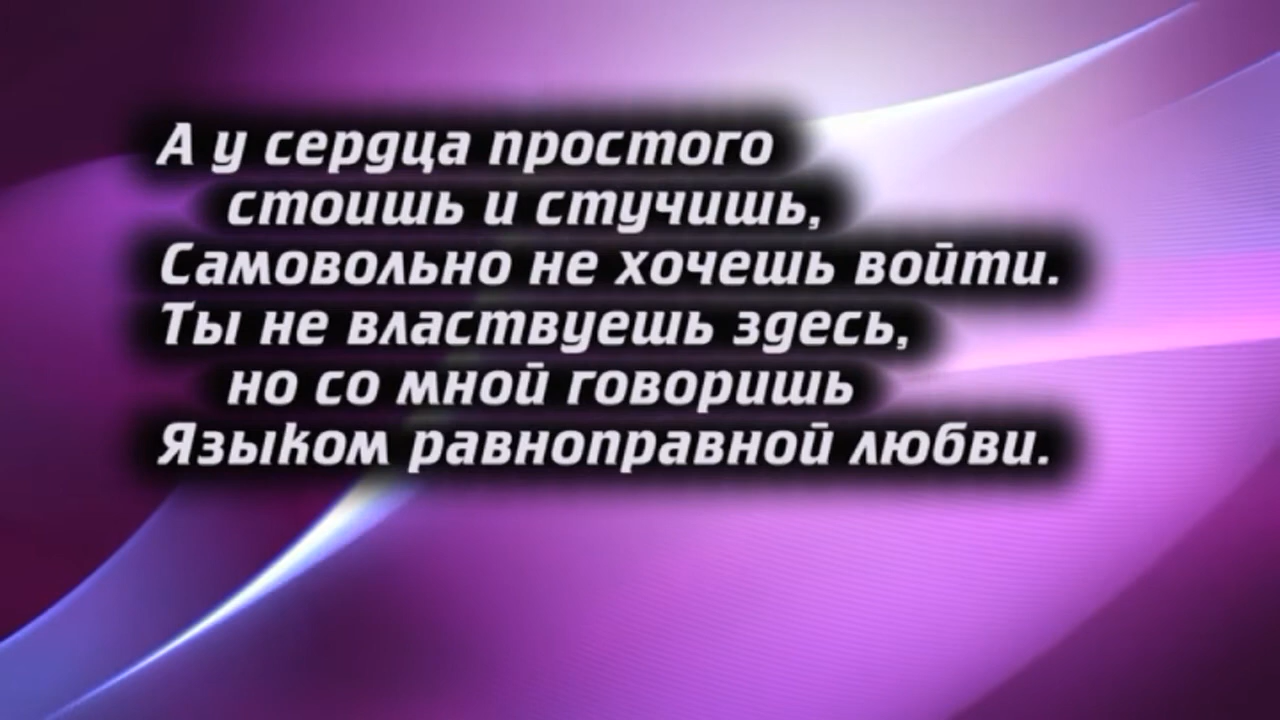 А у сердца простого
стоишь и стучишь,
Самовольно не хочешь войти.
Ты не властвуешь здесь,
но со мной говоришь
Языком равноправной любви.